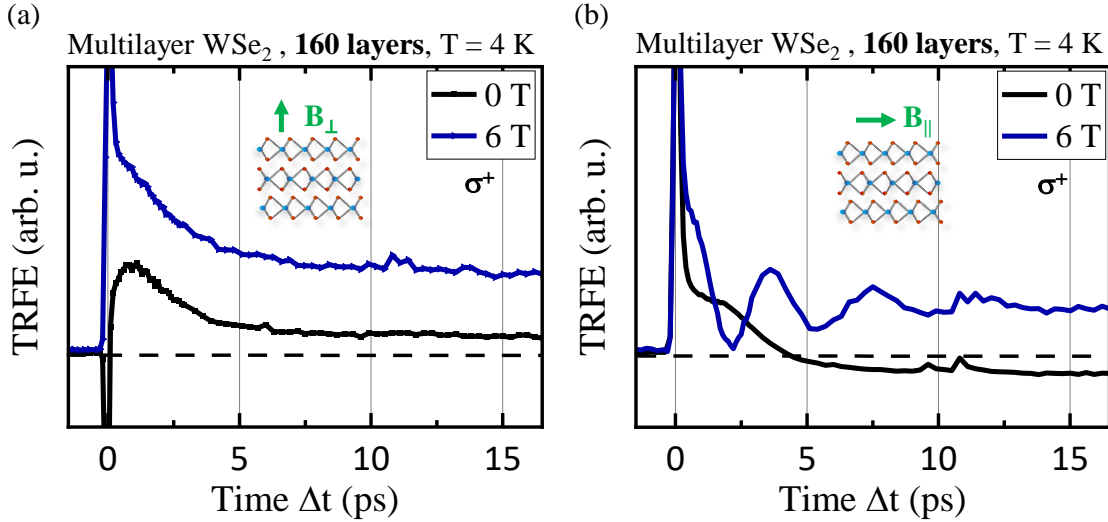 (a)
Multilayer WSe₂ , 160 layers, T = 4 K
0 T
6 T
B⊥
σ⁺
TRFE (arb. u.)
0 5 10 15
Time Δt (ps)
(b)
Multilayer WSe₂ , 160 layers, T = 4 K
0 T
6 T
B∥
σ⁺
TRFE (arb. u.)
0 5 10 15
Time Δt (ps)